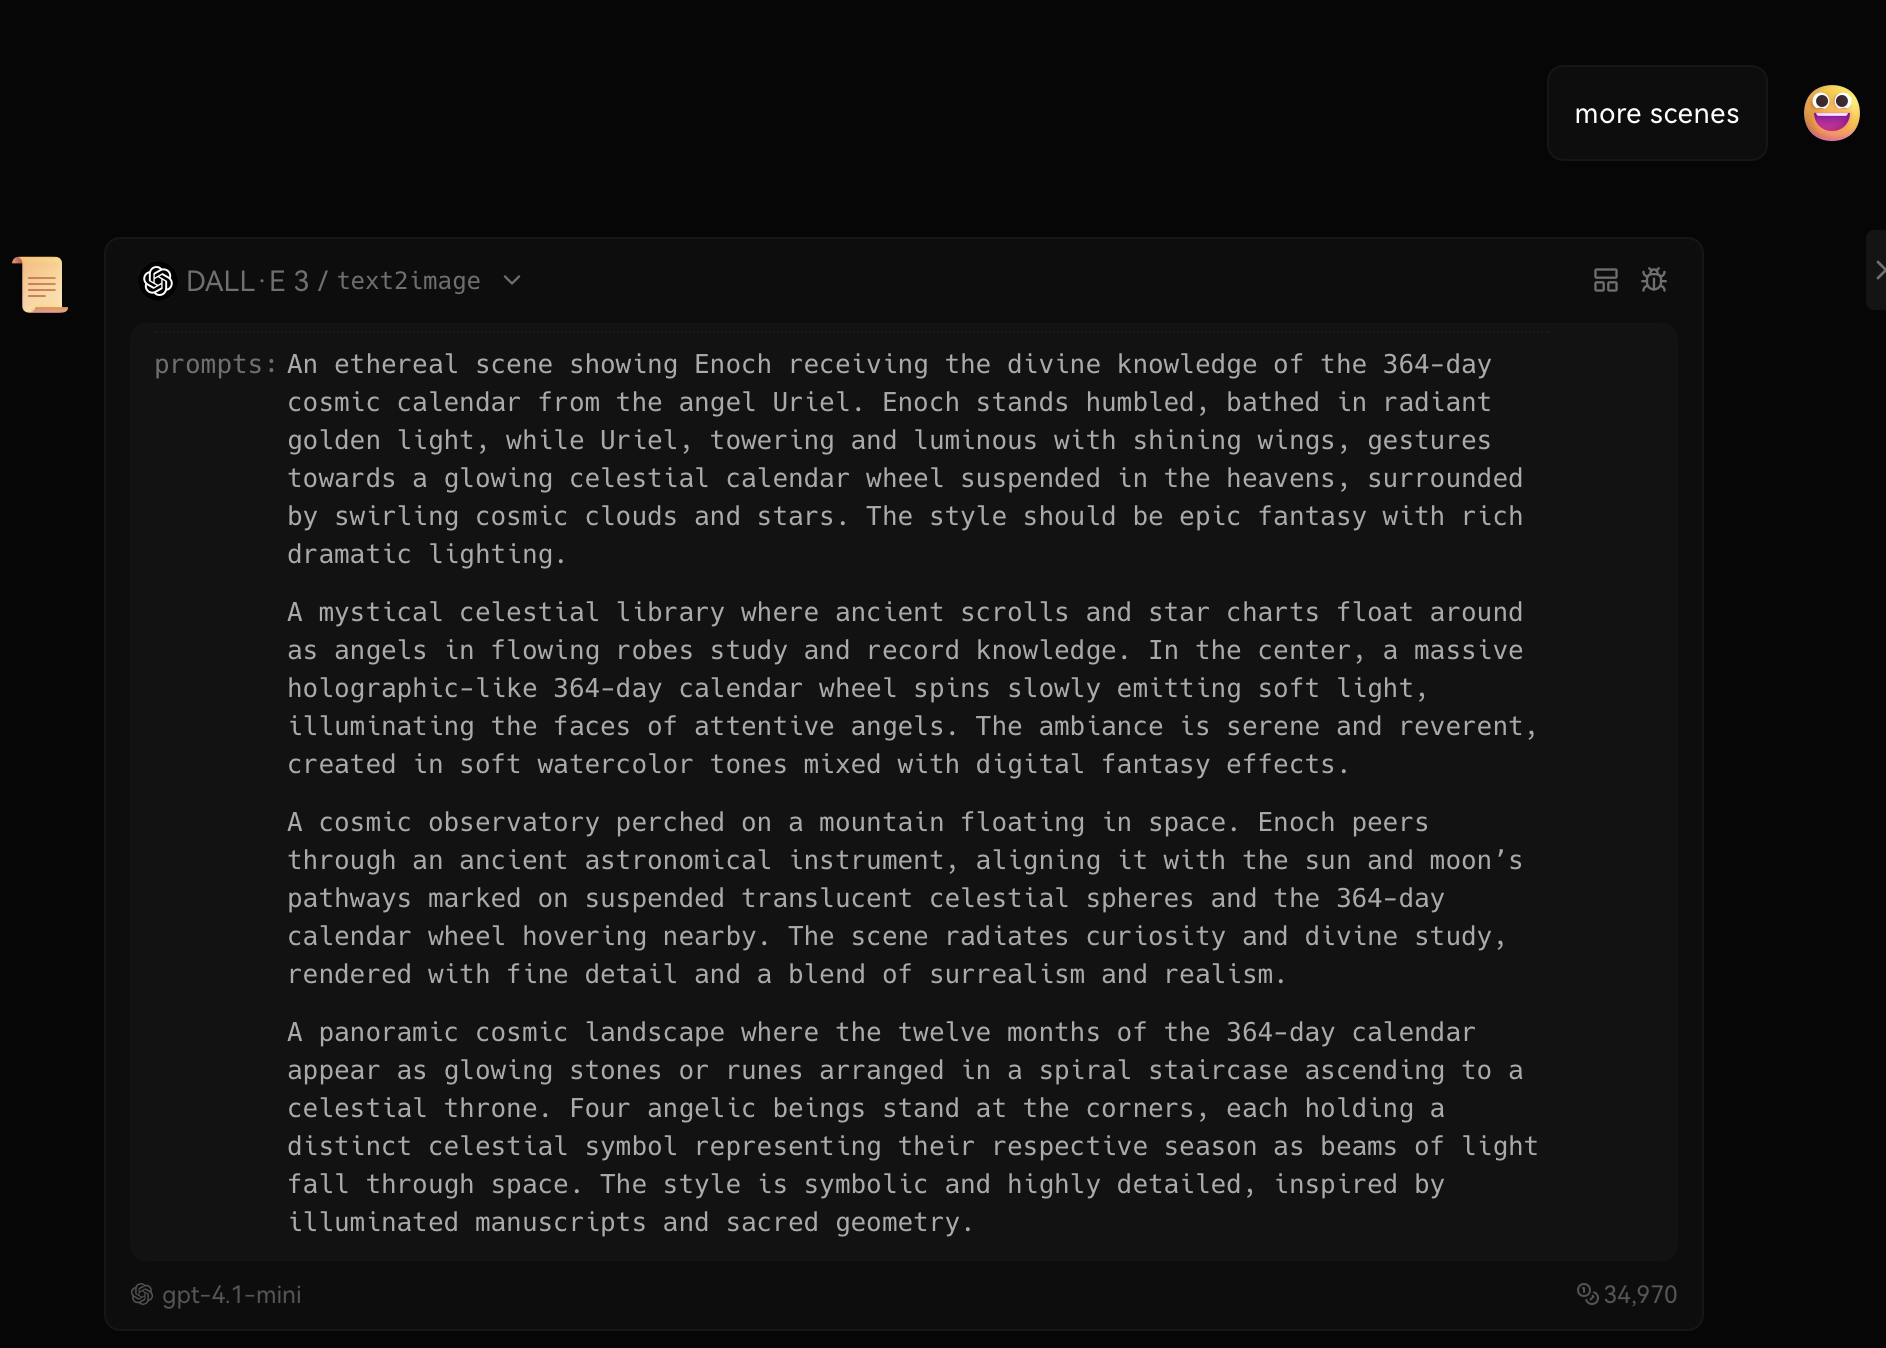 more scenes
DALL·E 3 / text2image
prompts: An ethereal scene showing Enoch receiving the divine knowledge of the 364-day
cosmic calendar from the angel Uriel. Enoch stands humbled, bathed in radiant
golden light, while Uriel, towering and luminous with shining wings, gestures
towards a glowing celestial calendar wheel suspended in the heavens, surrounded
by swirling cosmic clouds and stars. The style should be epic fantasy with rich
dramatic lighting.
A mystical celestial library where ancient scrolls and star charts float around
as angels in flowing robes study and record knowledge. In the center, a massive
holographic-like 364-day calendar wheel spins slowly emitting soft light,
illuminating the faces of attentive angels. The ambiance is serene and reverent,
created in soft watercolor tones mixed with digital fantasy effects.
A cosmic observatory perched on a mountain floating in space. Enoch peers
through an ancient astronomical instrument, aligning it with the sun and moon’s
pathways marked on suspended translucent celestial spheres and the 364-day
calendar wheel hovering nearby. The scene radiates curiosity and divine study,
rendered with fine detail and a blend of surrealism and realism.
A panoramic cosmic landscape where the twelve months of the 364-day calendar
appear as glowing stones or runes arranged in a spiral staircase ascending to a
celestial throne. Four angelic beings stand at the corners, each holding a
distinct celestial symbol representing their respective season as beams of light
fall through space. The style is symbolic and highly detailed, inspired by
illuminated manuscripts and sacred geometry.
gpt-4.1-mini
34,970